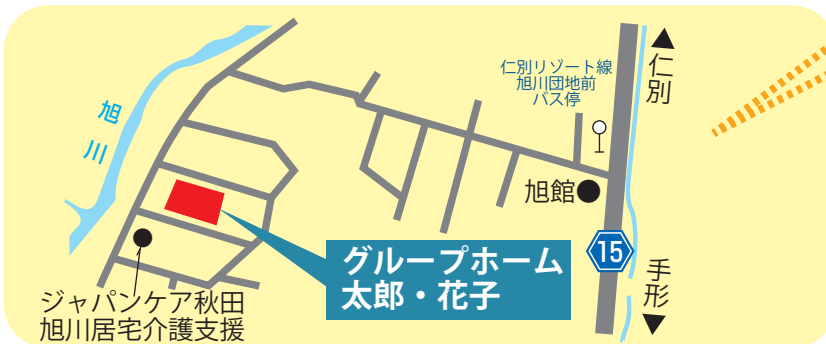 旭川
仁別リゾート線
旭川団地前
バス停
仁別
旭館
15
手形
グループホーム
太郎・花子
ジャパンケア秋田
旭川居宅介護支援